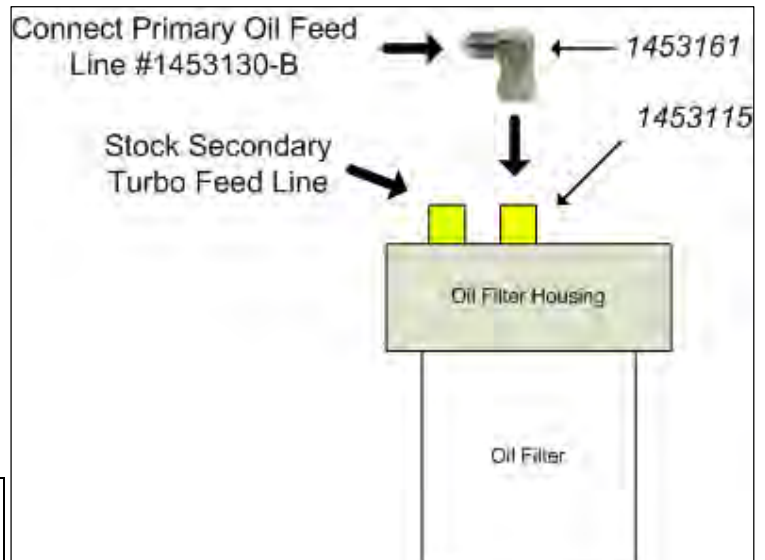 Connect Primary Oil Feed
Line #1453130-B
1453161
1453115
Stock Secondary
Turbo Feed Line
Oil Filter Housing
Oil Filter